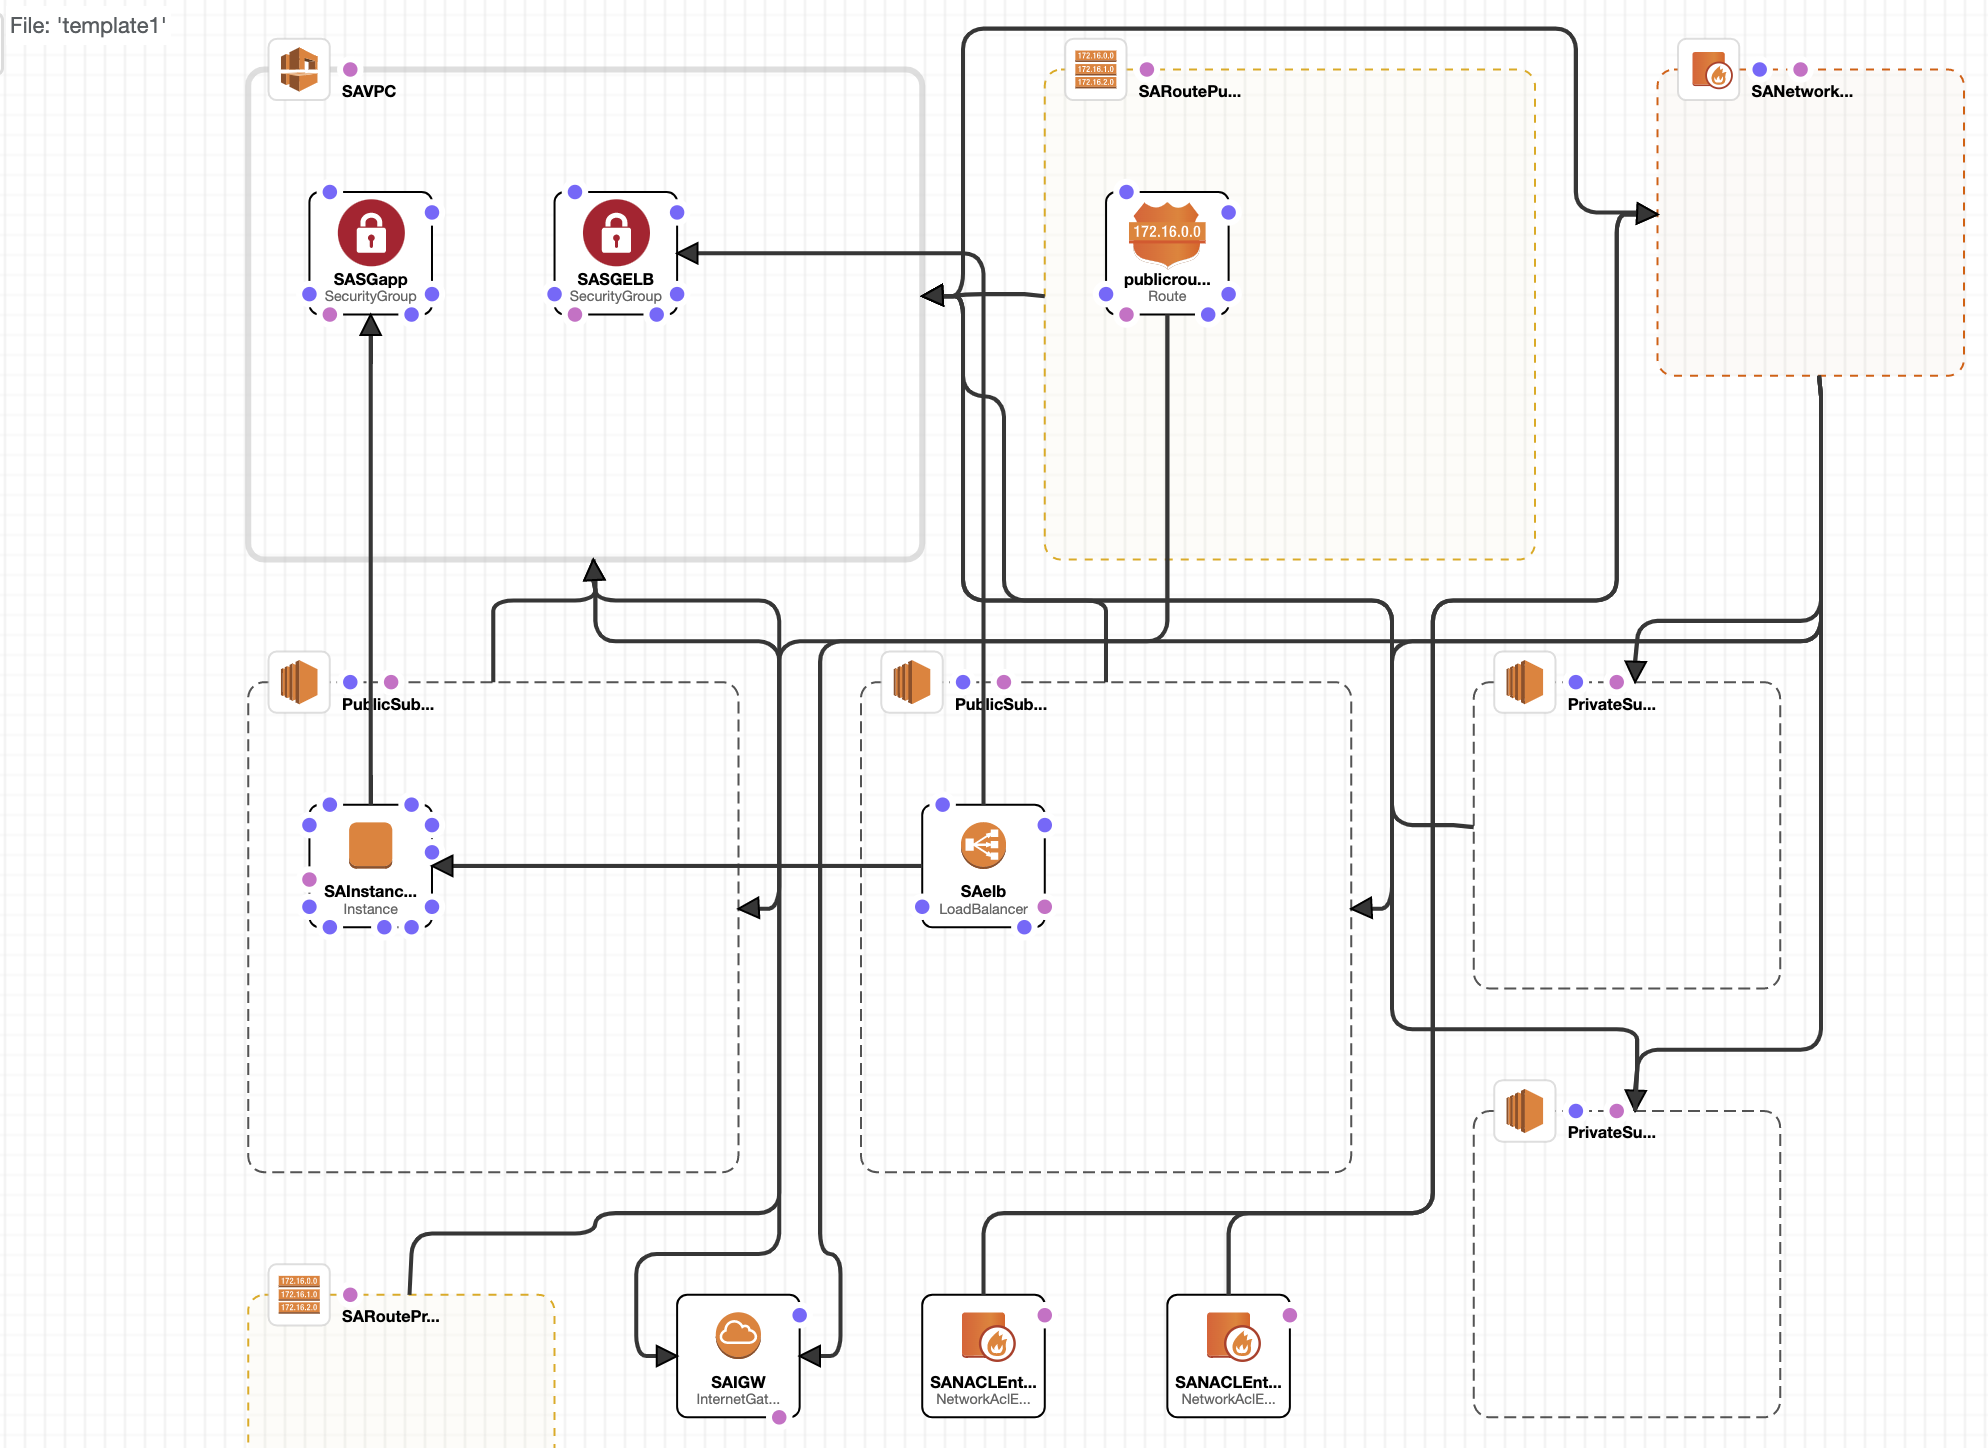 File: 'template1'
SAVPC
172.16.0.0
172.16.1.0
172.16.2.0
SARoutePu...
SANetwork...
SASGapp
SecurityGroup
SASGELB
SecurityGroup
172.16.0.0
publicrou...
Route
PublicSub...
PublicSub...
PrivateSu...
SAInstanc...
Instance
SAelb
LoadBalancer
PrivateSu...
172.16.0.0
172.16.1.0
172.16.2.0
SARoutePr...
SAIGW
InternetGat...
SANACLEnt...
NetworkAclE...
SANACLEnt...
NetworkAclE...